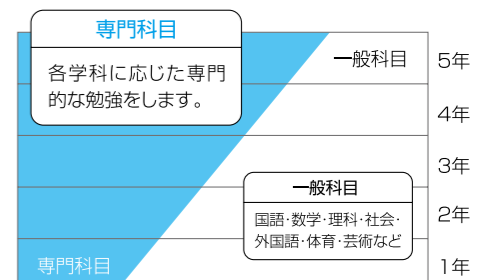 専門科目
各学科に応じた専門
的な勉強をします。
一般科目
5年
4年
3年
一般科目
国語・数学・理科・社会・
外国語・体育・芸術など
2年
専門科目
1年